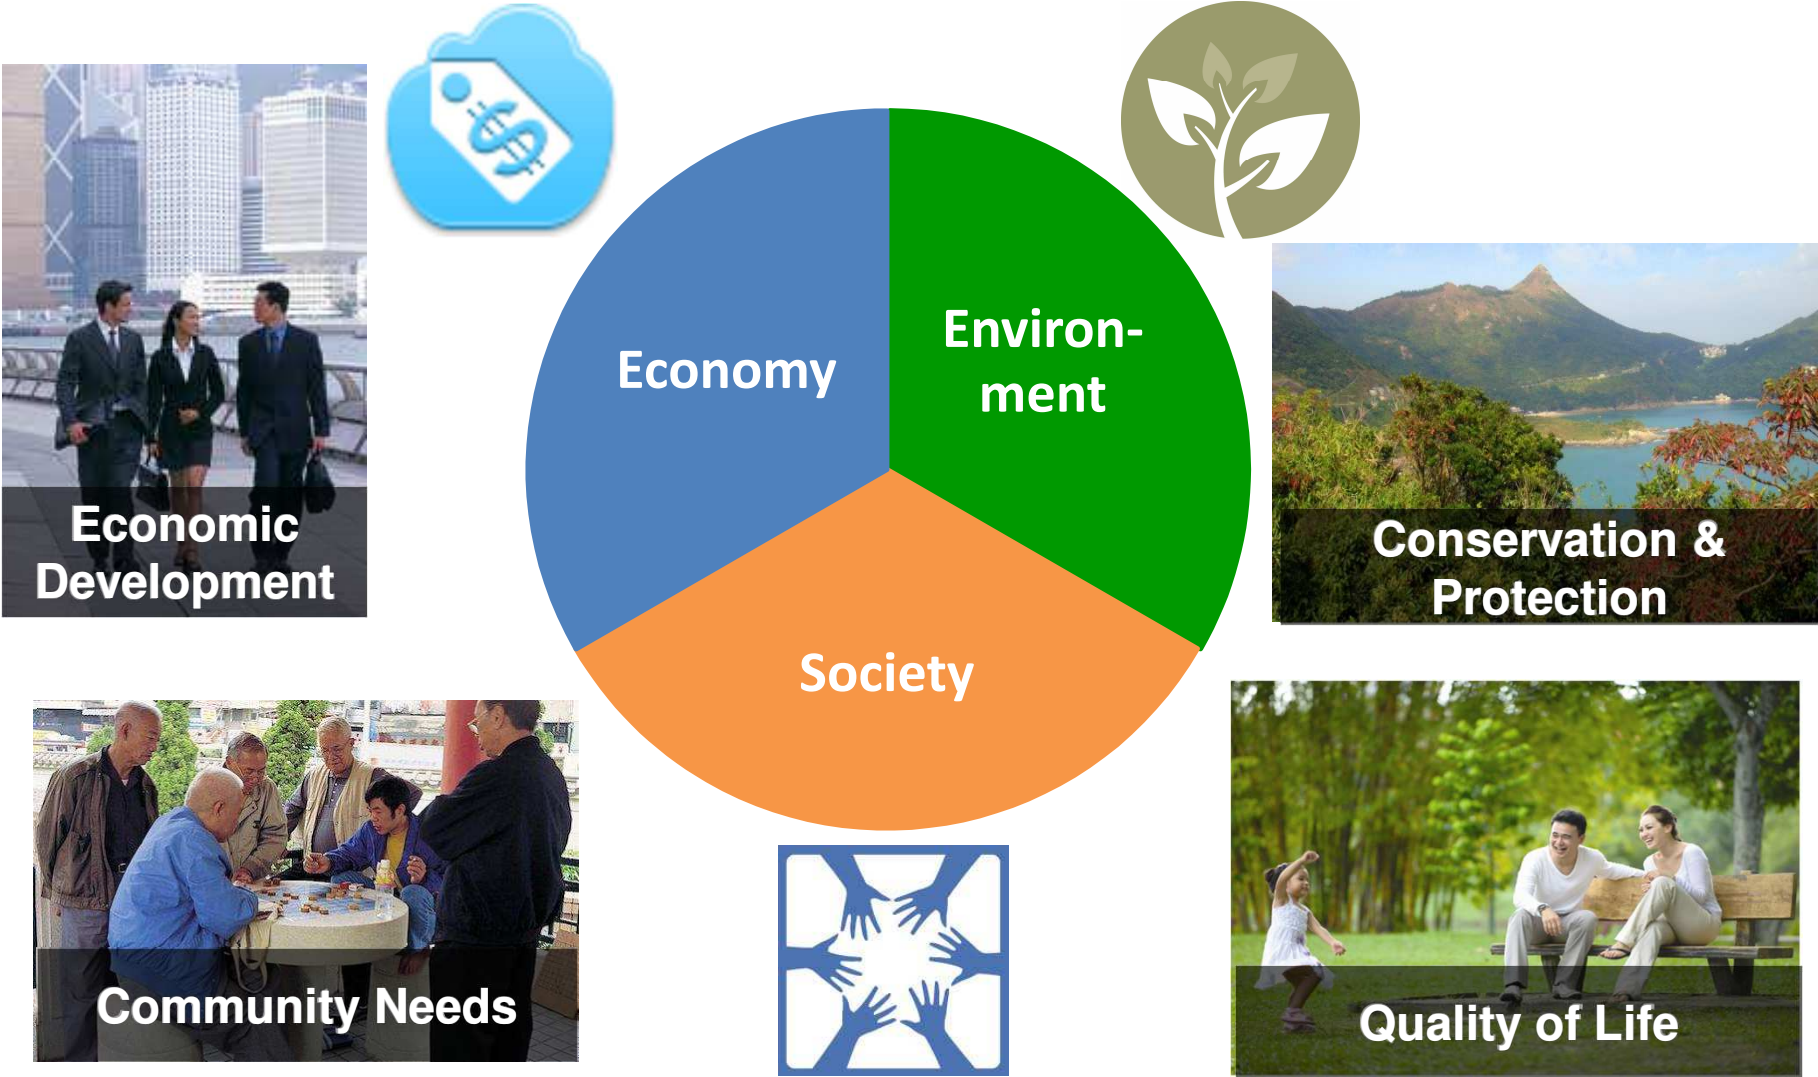 $
Economy
Environ-
ment
Society
Economic
Development
Conservation &
Protection
Community Needs
Quality of Life